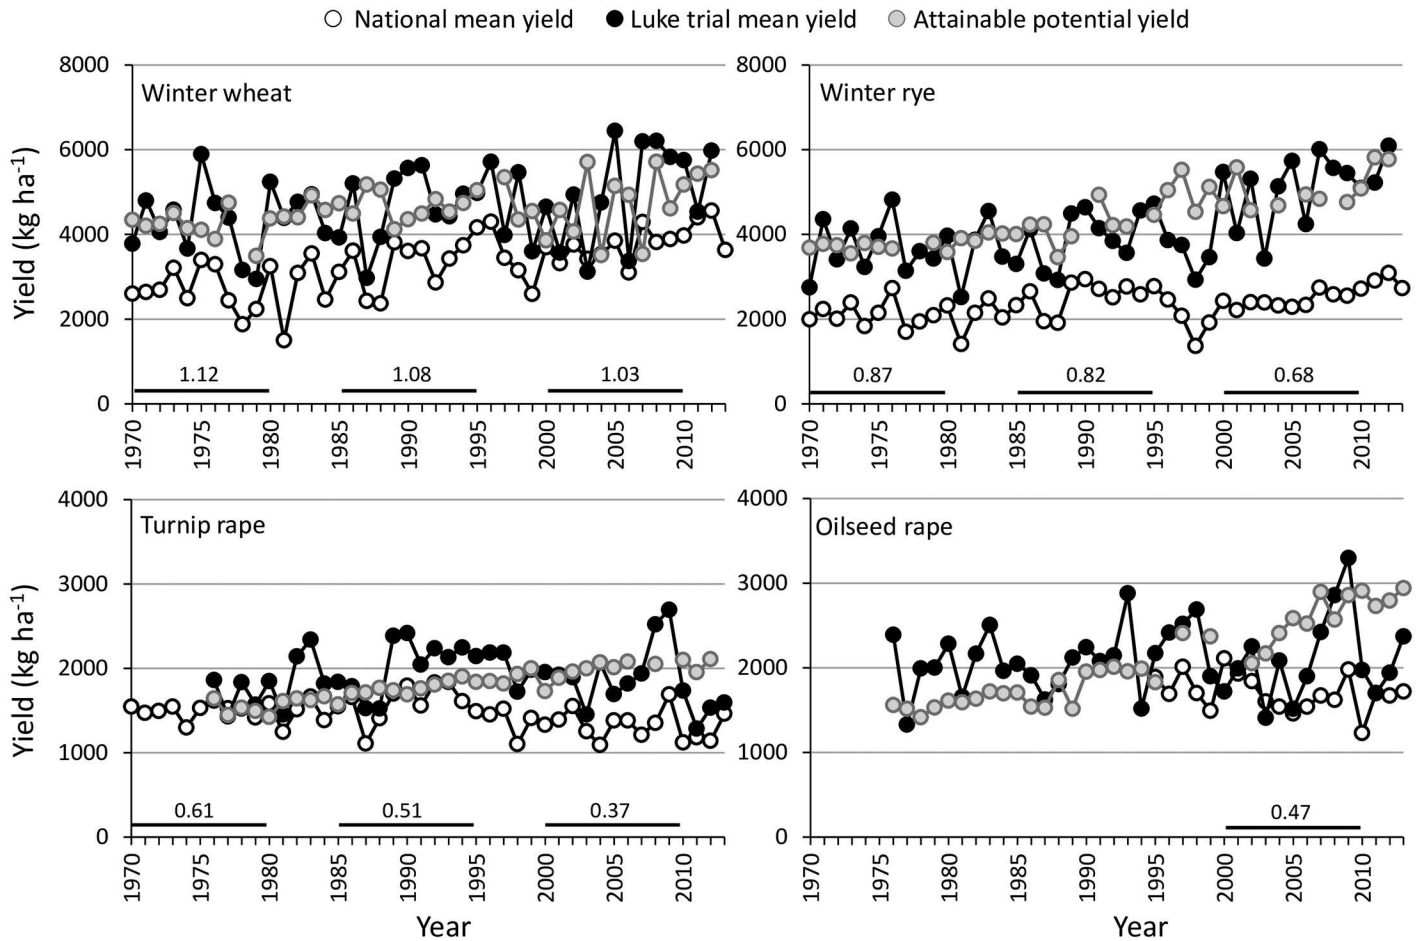 National mean yield Luke trial mean yield Attainable potential yield
Winter wheat
Yield (kg ha-1)
8000
6000
4000
2000
0
1.12 1.08 1.03
1970 1975 1980 1985 1990 1995 2000 2005 2010
Winter rye
8000
6000
4000
2000
0
0.87 0.82 0.68
1970 1975 1980 1985 1990 1995 2000 2005 2010
Turnip rape
Yield (kg ha-1)
4000
3000
2000
1000
0
0.61 0.51 0.37
1970 1975 1980 1985 1990 1995 2000 2005 2010
Year
Oilseed rape
4000
3000
2000
1000
0
0.47
1970 1975 1980 1985 1990 1995 2000 2005 2010
Year